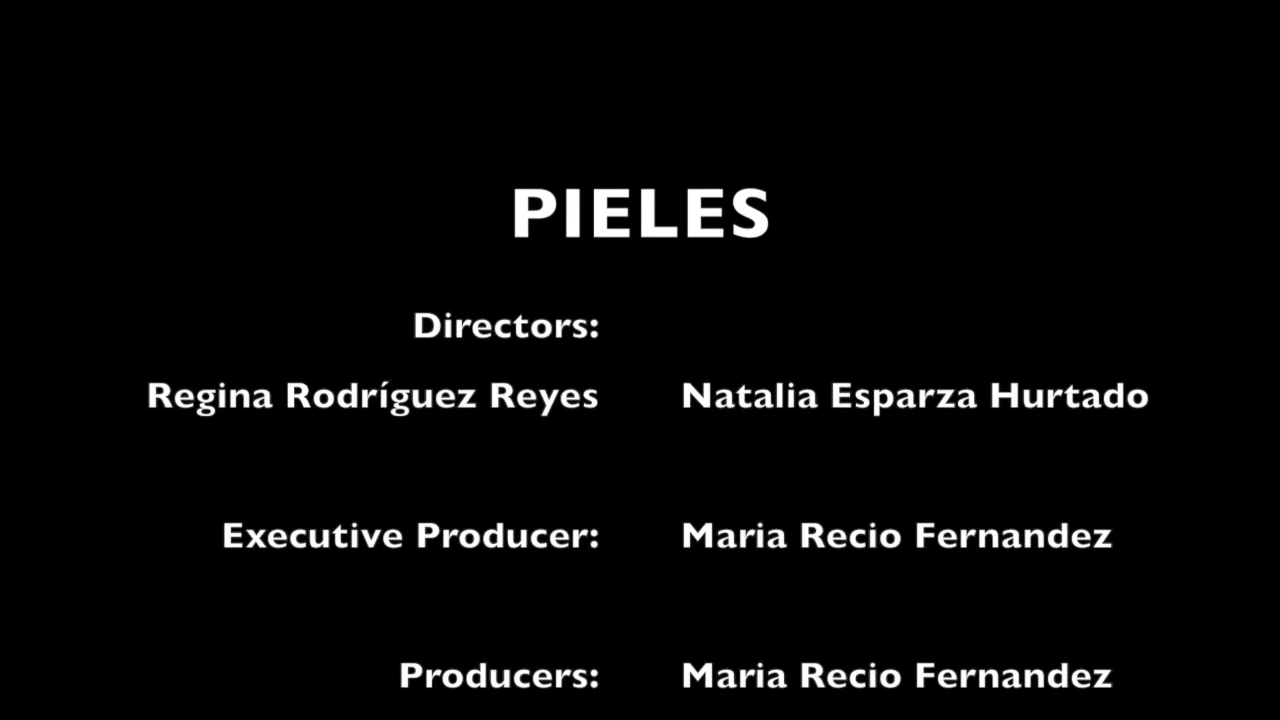 PIELES
Directors:
Regina Rodríguez Reyes Natalia Esparza Hurtado
Executive Producer: Maria Recio Fernandez
Producers: Maria Recio Fernandez